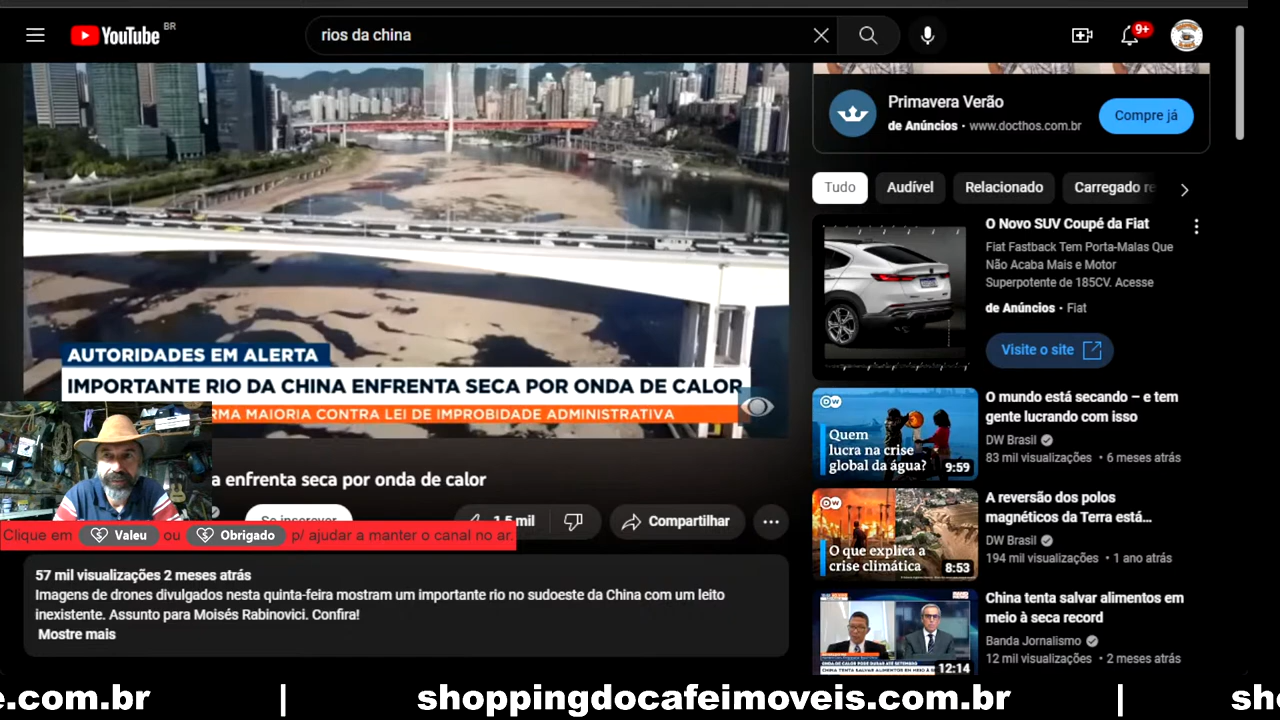 YouTube BR
rios da china
9+
AUTORIDADES EM ALERTA
IMPORTANTE RIO DA CHINA ENFRENTA SECA POR ONDA DE CALOR
RMA MAIORIA CONTRA LEI DE IMPROBIDADE ADMINISTRATIVA
a enfrenta seca por onda de calor
Se inscrever
1,5 mil
Compartilhar
Clique em Valeu ou Obrigado p/ ajudar a manter o canal no ar.
57 mil visualizações 2 meses atrás
Imagens de drones divulgados nesta quinta-feira mostram um importante rio no sudoeste da China com um leito
inexistente. Assunto para Moisés Rabinovici. Confira!
Mostre mais
Primavera Verão
de Anúncios • www.docthos.com.br
Compre já
Tudo
Audível
Relacionado
Carregado re
O Novo SUV Coupé da Fiat
Fiat Fastback Tem Porta-Malas Que
Não Acaba Mais e Motor
Superpotente de 185CV. Acesse
de Anúncios • Fiat
Visite o site
DW
Quem
lucra na crise
global da água?
9:59
O mundo está secando – e tem
gente lucrando com isso
DW Brasil
83 mil visualizações • 6 meses atrás
DW
O que explica a
crise climática
8:53
A reversão dos polos
magnéticos da Terra está...
DW Brasil
194 mil visualizações • 1 ano atrás
12:14
China tenta salvar alimentos em
meio à seca record
Banda Jornalismo
12 mil visualizações • 2 meses atrás
e.com.br | shoppingdocafeimoveis.com.br | sho